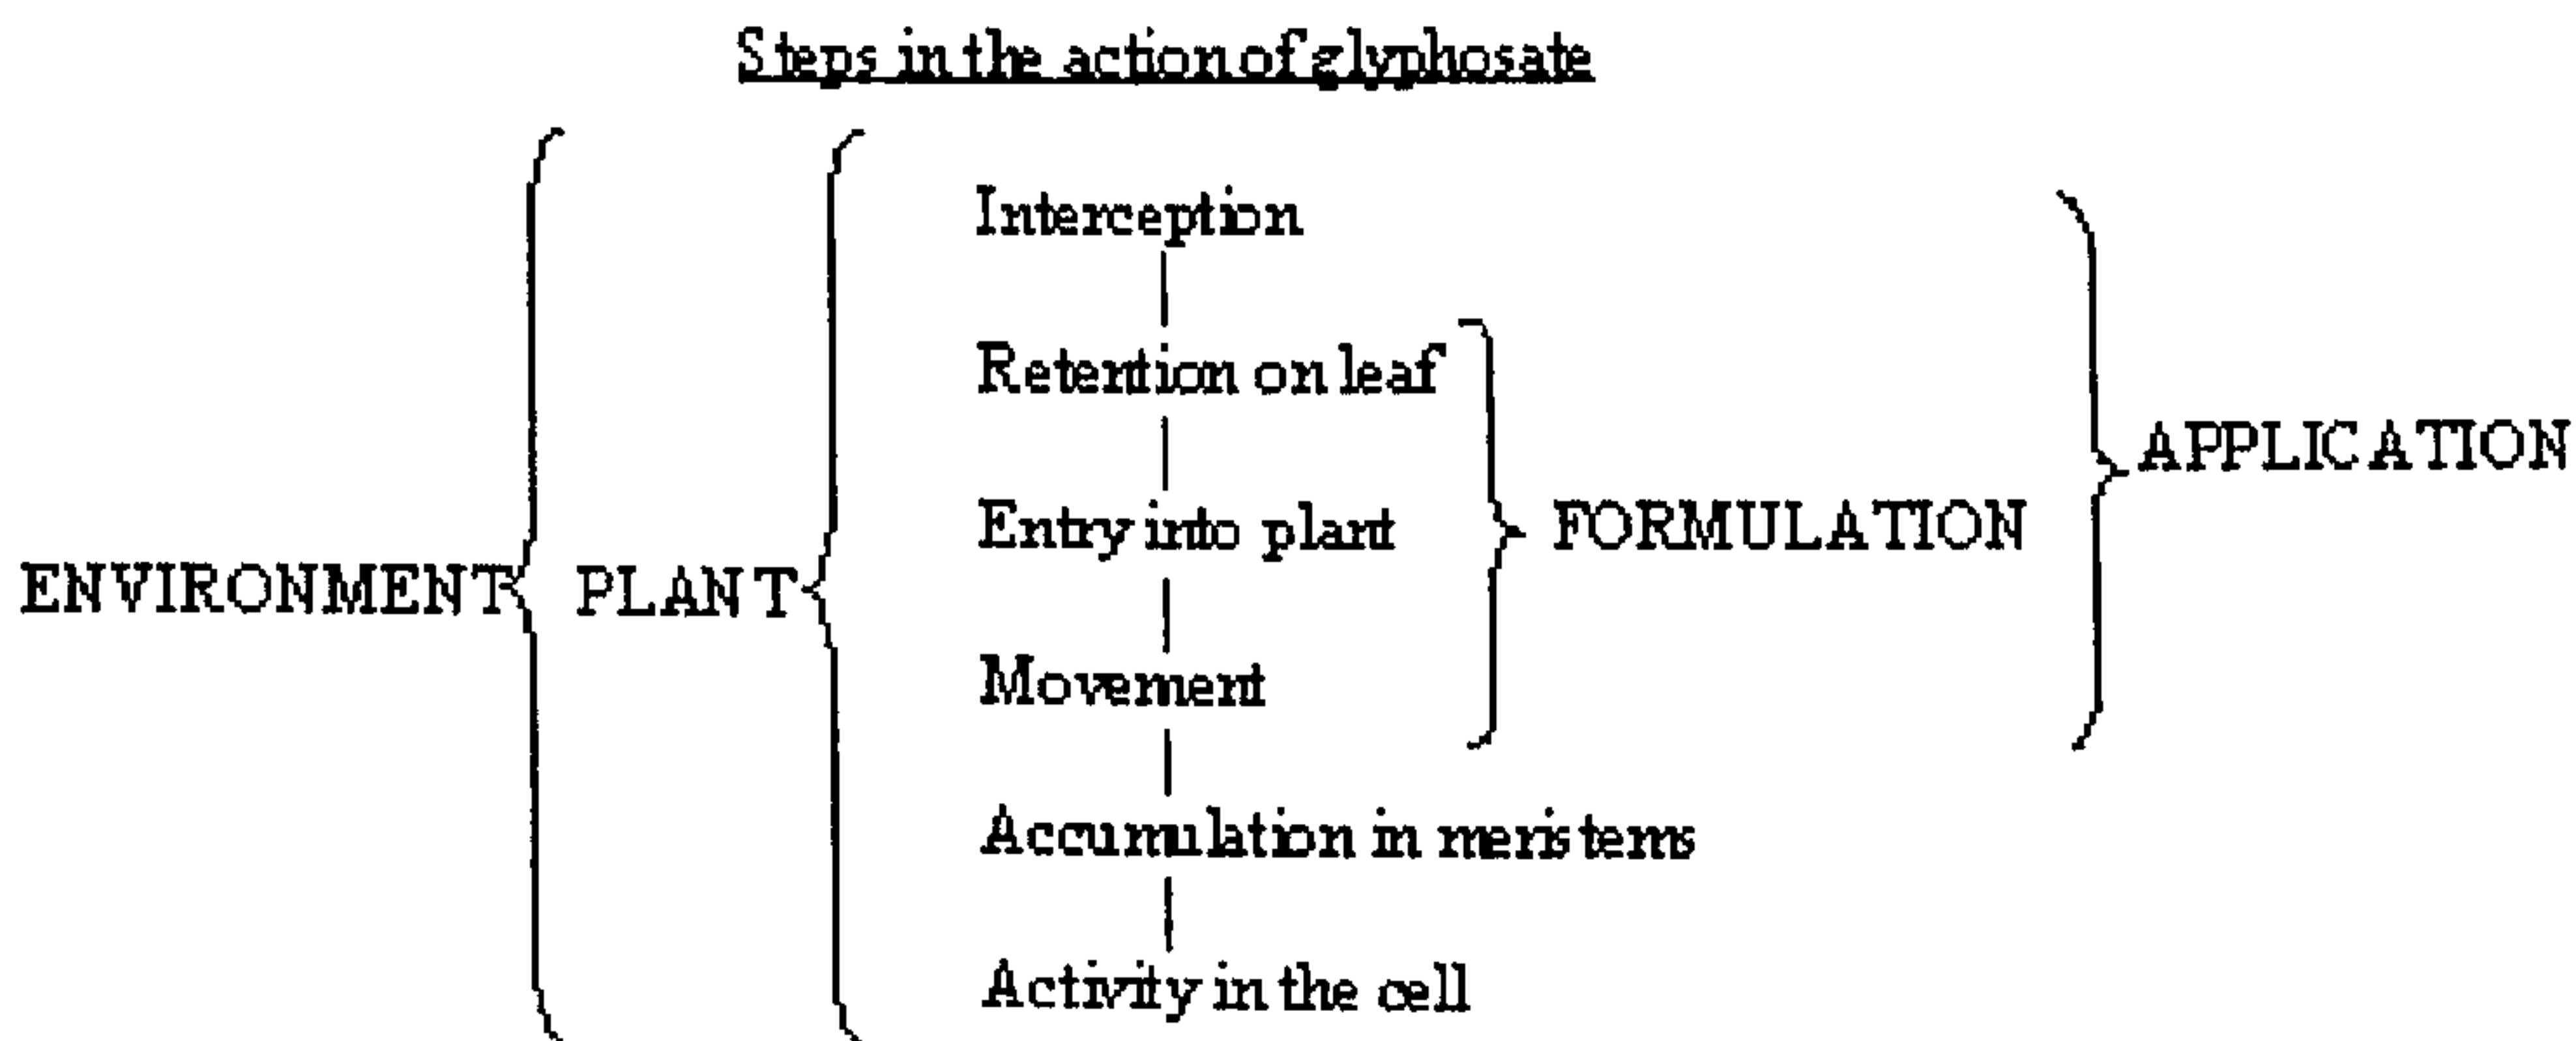 Steps in the action of glyphosate
Interception
Retention on leaf
Entry into plant
Movement
Accumulation in meristems
Activity in the cell
ENVIRONMENT
PLANT
FORMULATION
APPLICATION